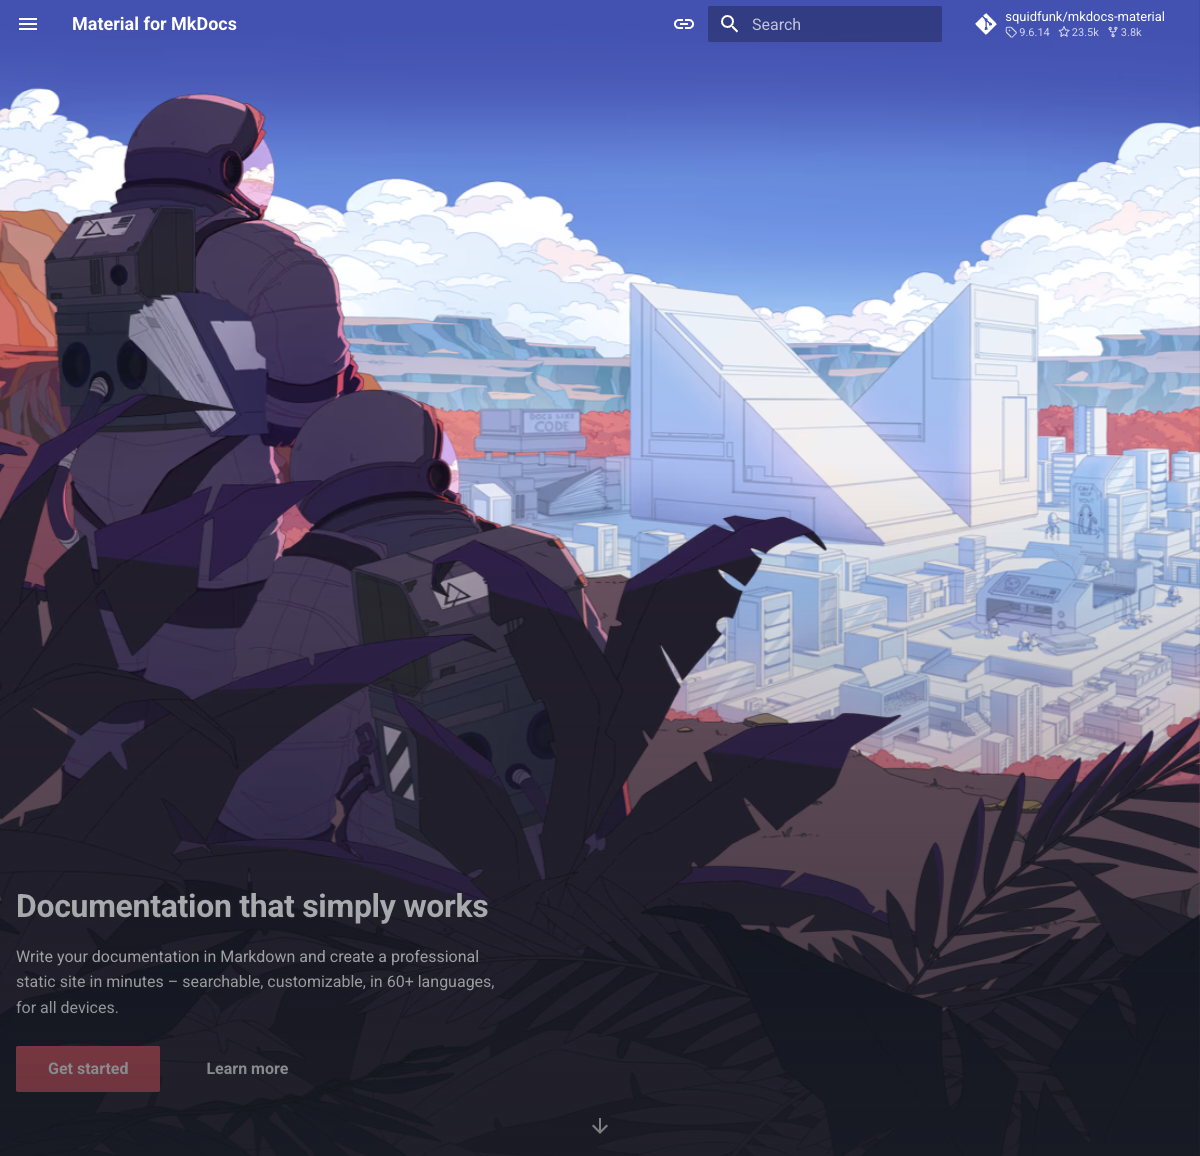 Material for MkDocs
Search
squidfunk/mkdocs-material
9.6.14 23.5k 3.8k
DOCS LIKE
CODE
Documentation that simply works
Write your documentation in Markdown and create a professional
static site in minutes – searchable, customizable, in 60+ languages,
for all devices.
Get started
Learn more